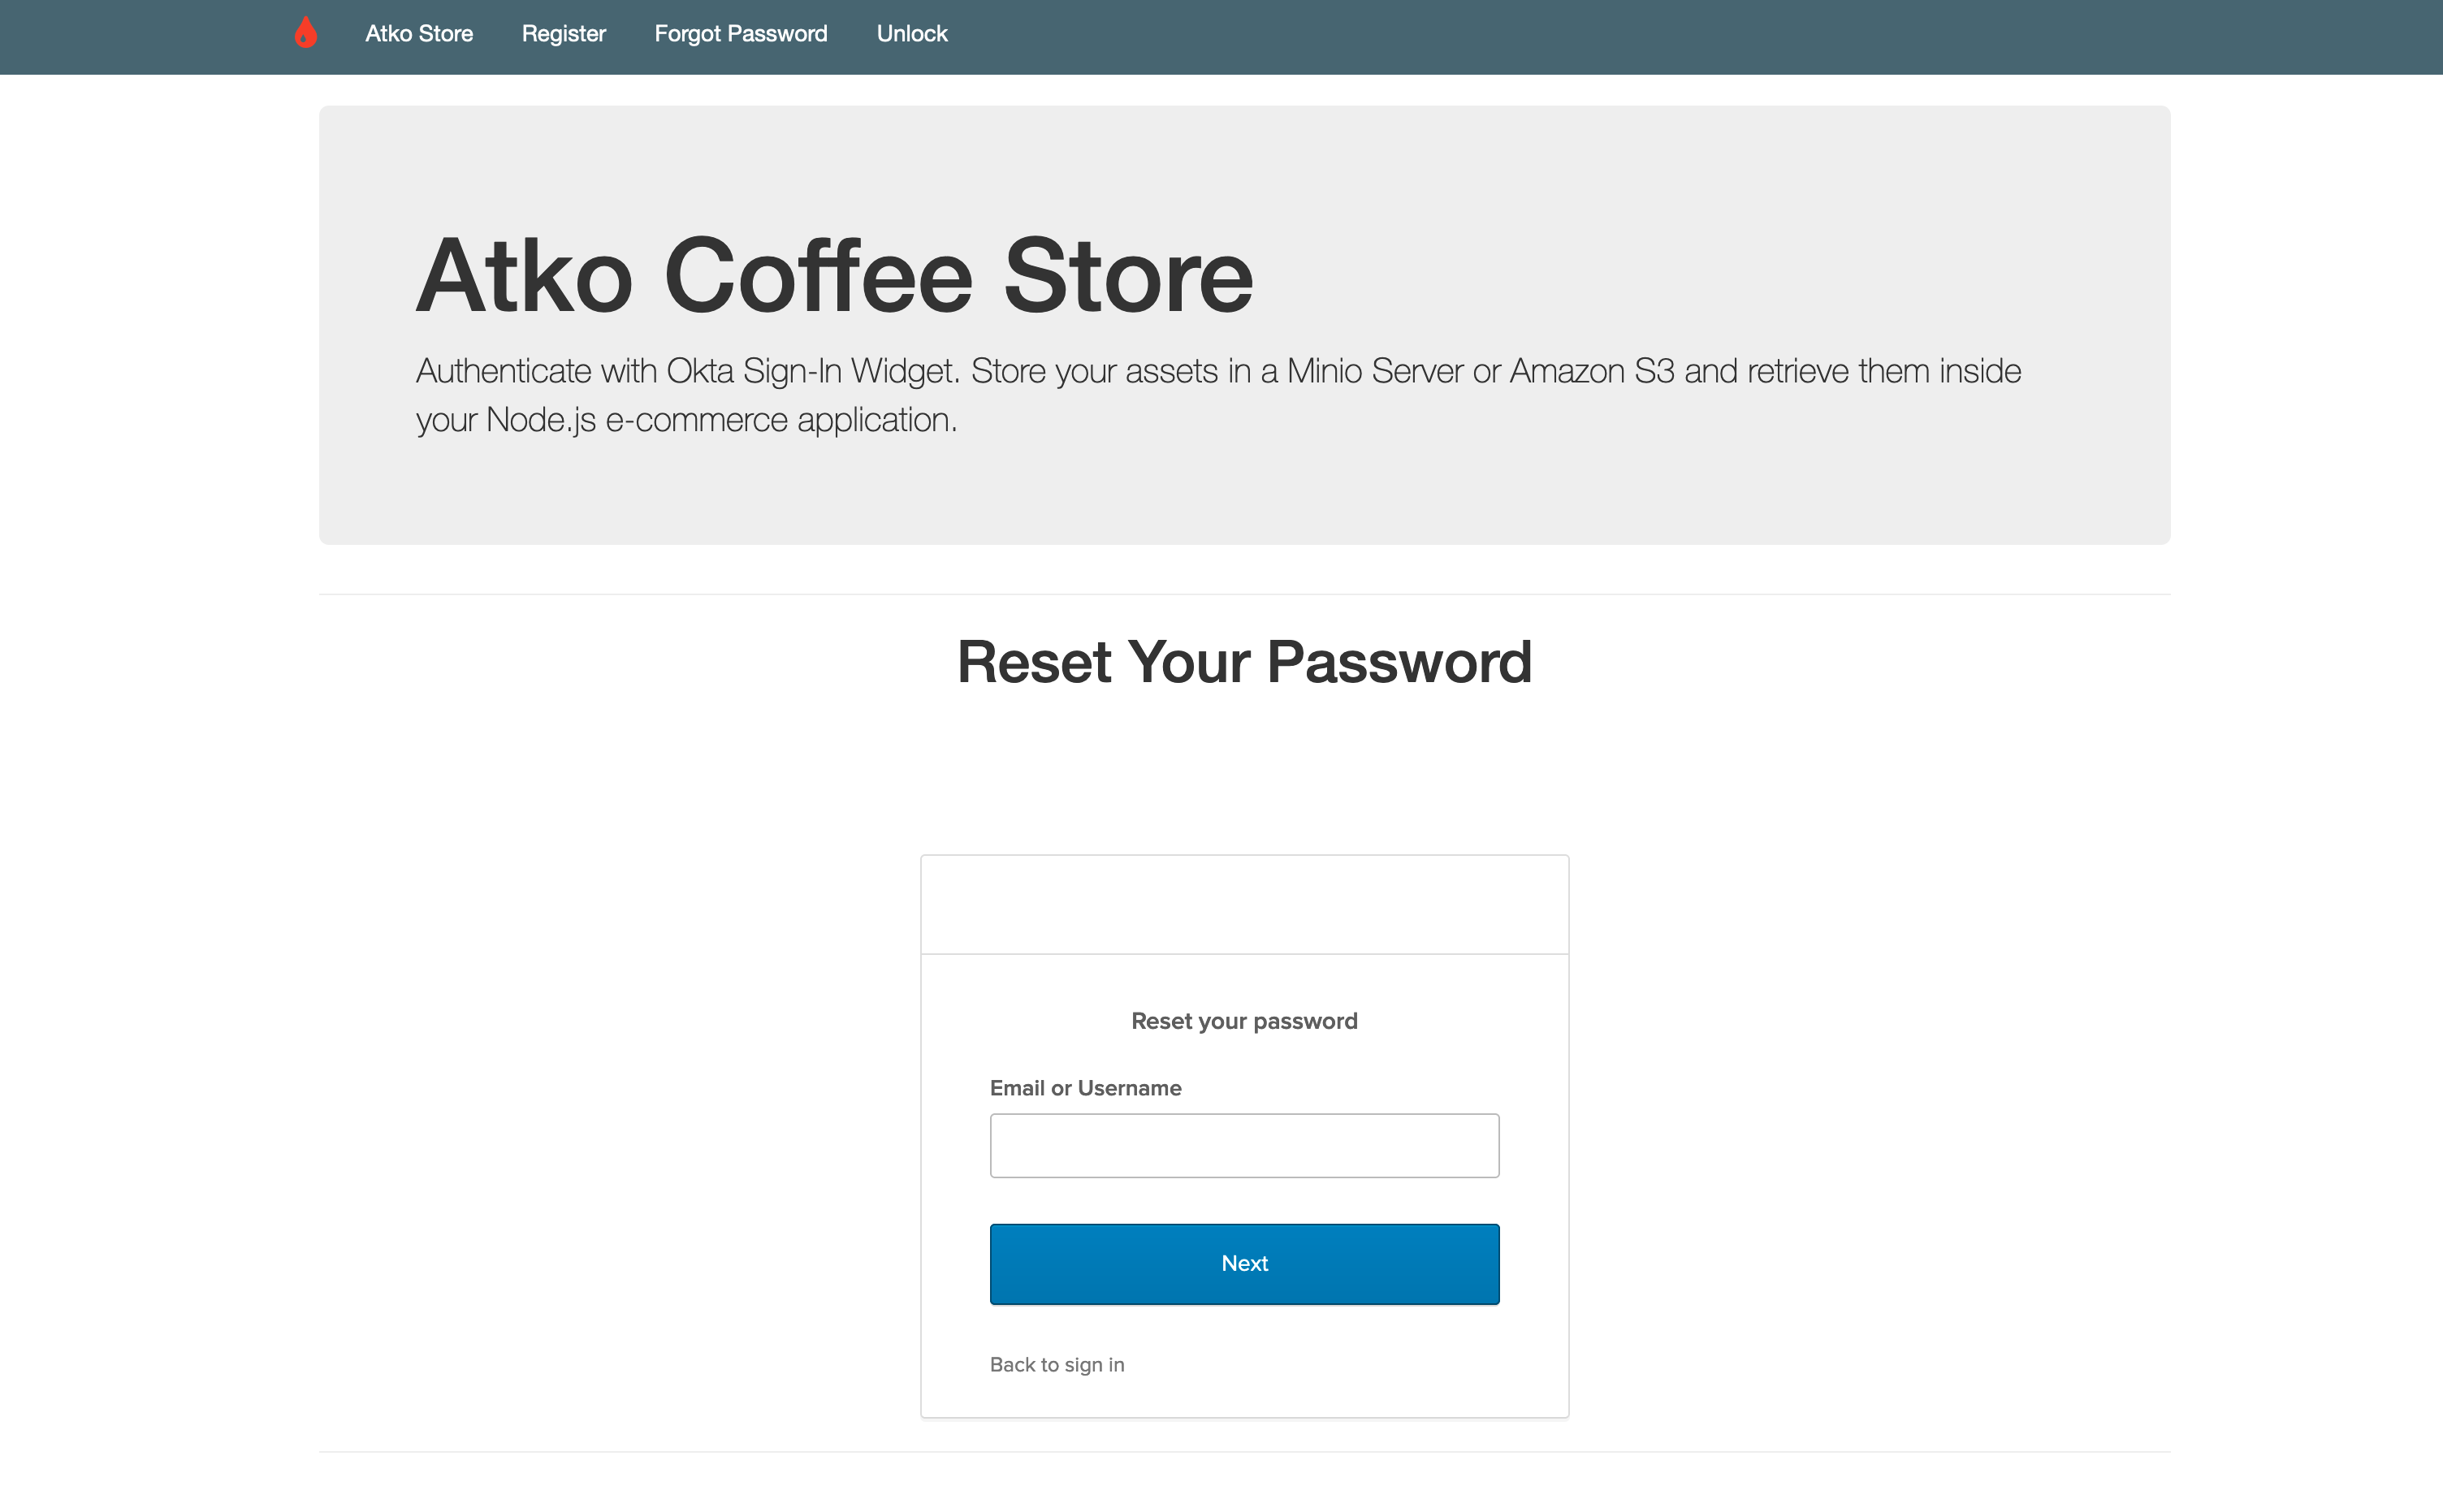 Atko Store Register Forgot Password Unlock
Atko Coffee Store
Authenticate with Okta Sign-In Widget. Store your assets in a Minio Server or Amazon S3 and retrieve them inside
your Node.js e-commerce application.
Reset Your Password
Reset your password
Email or Username
Next
Back to sign in